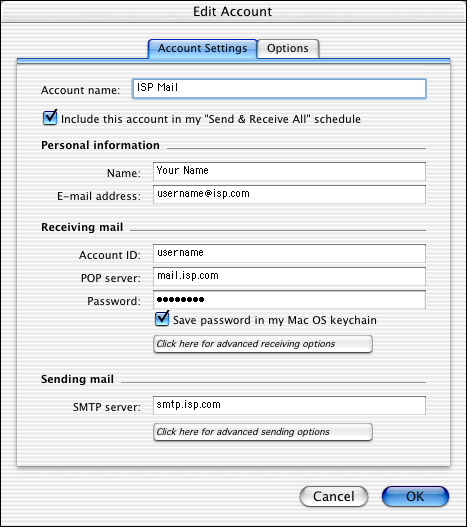 Edit Account
Account Settings Options
Account name: ISP Mail
Include this account in my "Send & Receive All" schedule
Personal information
Name: Your Name
E-mail address: username@isp.com
Receiving mail
Account ID: username
POP server: mail.isp.com
Password: ••••••••
Save password in my Mac OS keychain
Click here for advanced receiving options
Sending mail
SMTP server: smtp.isp.com
Click here for advanced sending options
Cancel OK